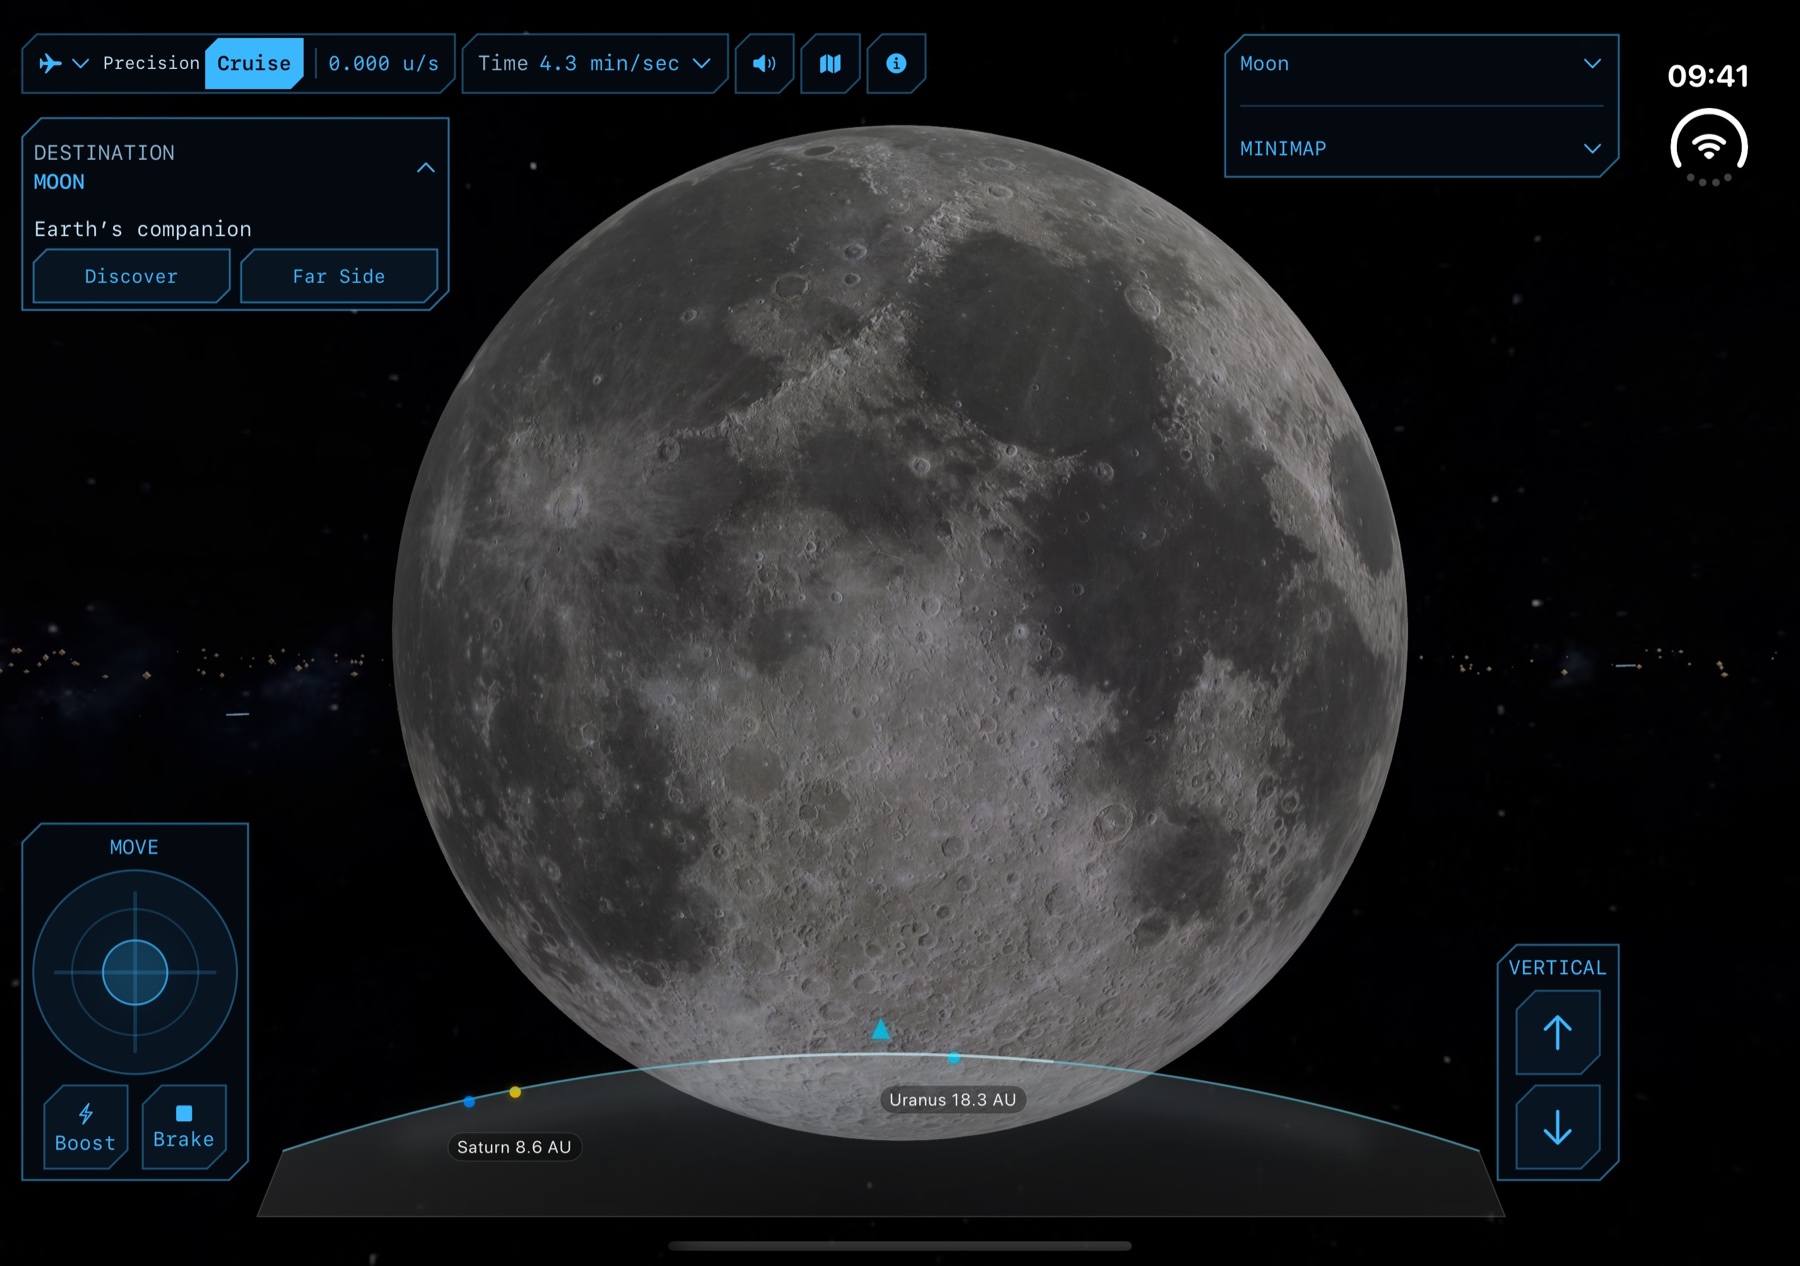 Precision Cruise 0.000 u/s Time 4.3 min/sec
Moon
09:41
DESTINATION
MOON
MINIMAP
Earth’s companion
Discover Far Side
MOVE
VERTICAL
Boost Brake
Uranus 18.3 AU
Saturn 8.6 AU